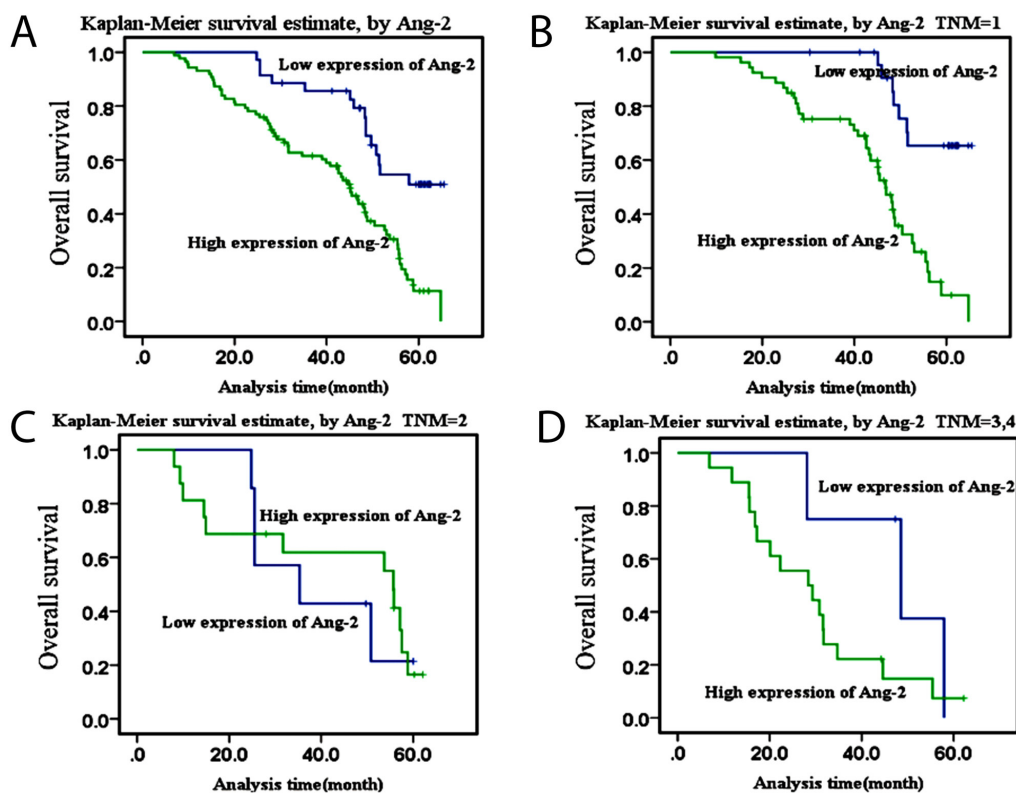 A
Kaplan-Meier survival estimate, by Ang-2
Overall survival
1.0
0.8
0.6
0.4
0.2
0.0
Low expression of Ang-2
High expression of Ang-2
.0 20.0 40.0 60.0
Analysis time(month)
B
Kaplan-Meier survival estimate, by Ang-2 TNM=1
Overall survival
1.0
0.8
0.6
0.4
0.2
0.0
Low expression of Ang-2
High expression of Ang-2
.0 20.0 40.0 60.0
Analysis time(month)
C
Kaplan-Meier survival estimate, by Ang-2 TNM=2
Overall survival
1.0
0.8
0.6
0.4
0.2
0.0
High expression of Ang-2
Low expression of Ang-2
.0 20.0 40.0 60.0
Analysis time(month)
D
Kaplan-Meier survival estimate, by Ang-2 TNM=3,4
Overall survival
1.0
0.8
0.6
0.4
0.2
0.0
Low expression of Ang-2
High expression of Ang-2
.0 20.0 40.0 60.0
Analysis time(month)